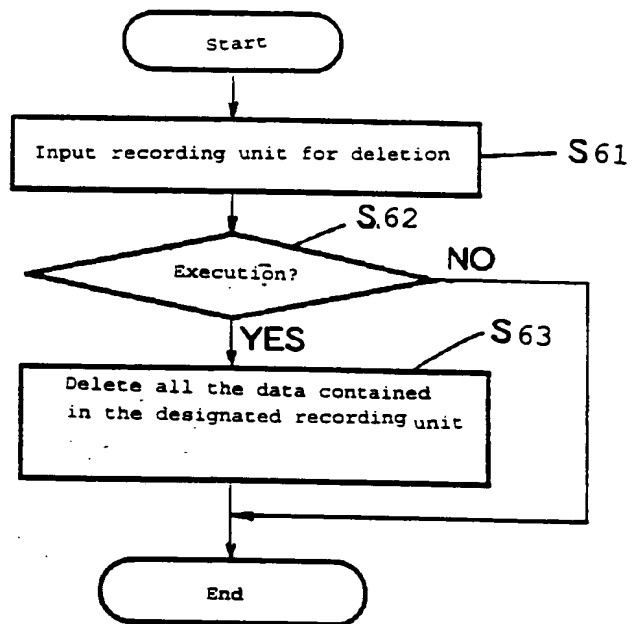 Start
Input recording unit for deletion
S61
S.62
Execution?
NO
YES
S63
Delete all the data contained
in the designated recording unit
End